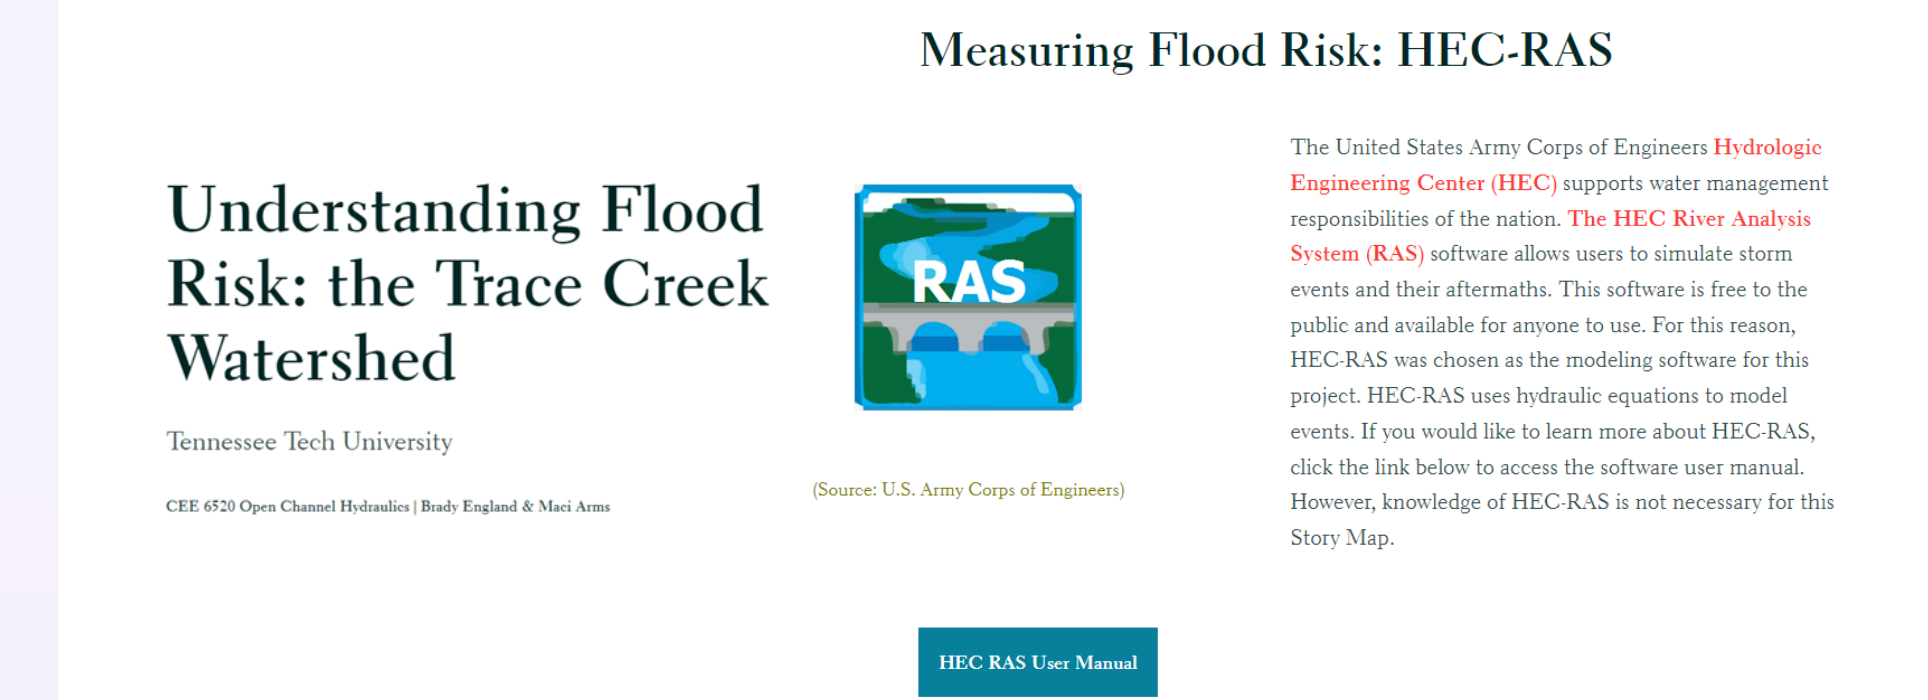 Measuring Flood Risk: HEC-RAS
Understanding Flood
Risk: the Trace Creek
Watershed
Tennessee Tech University
CEE 6520 Open Channel Hydraulics | Brady England & Maci Arms
RAS
(Source: U.S. Army Corps of Engineers)
The United States Army Corps of Engineers Hydrologic
Engineering Center (HEC) supports water management
responsibilities of the nation. The HEC River Analysis
System (RAS) software allows users to simulate storm
events and their aftermaths. This software is free to the
public and available for anyone to use. For this reason,
HEC-RAS was chosen as the modeling software for this
project. HEC-RAS uses hydraulic equations to model
events. If you would like to learn more about HEC-RAS,
click the link below to access the software user manual.
However, knowledge of HEC-RAS is not necessary for this
Story Map.
HEC RAS User Manual